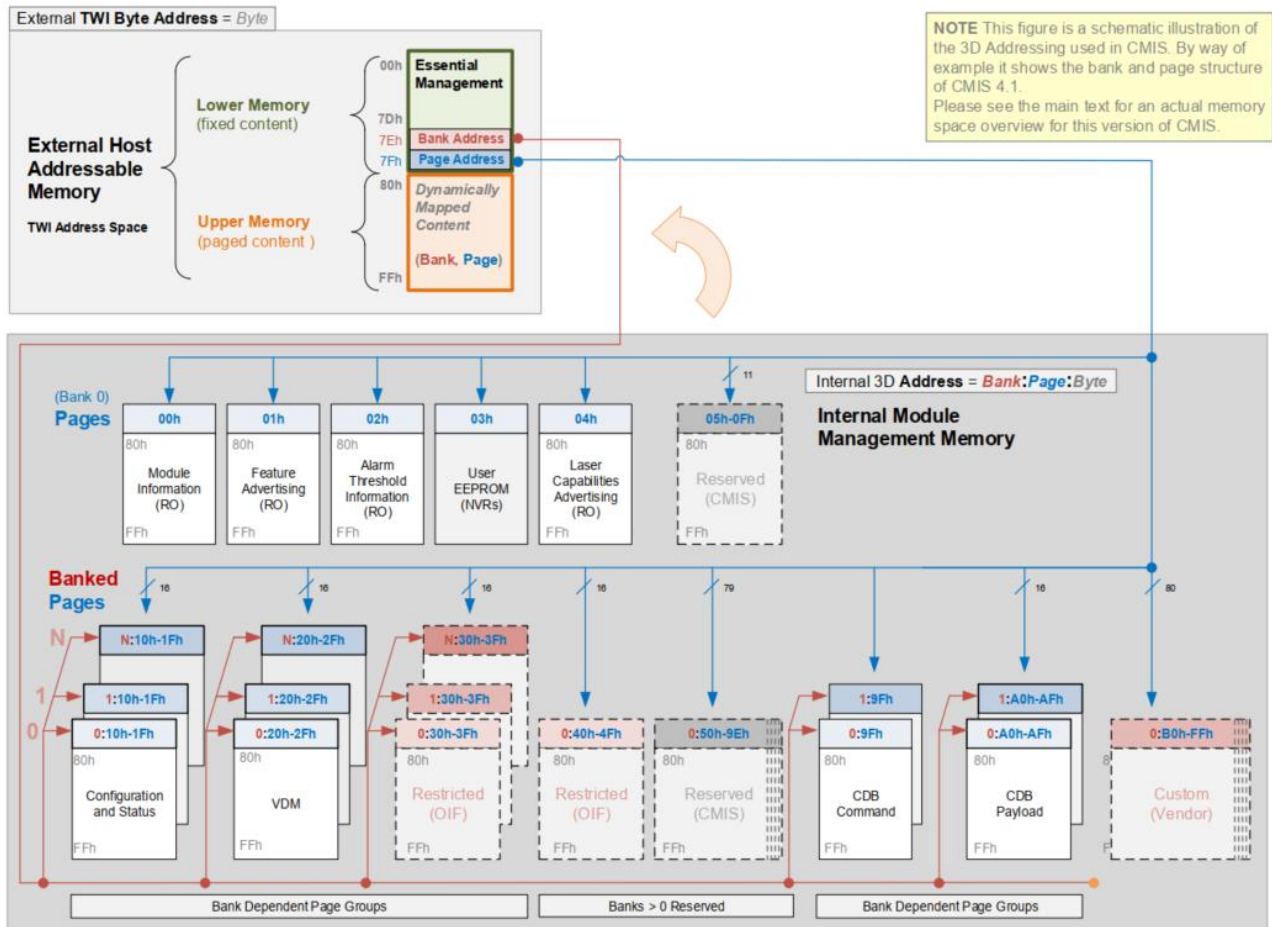 External TWI Byte Address = Byte
NOTE This figure is a schematic illustration of
the 3D Addressing used in CMIS. By way of
example it shows the bank and page structure
of CMIS 4.1.
Please see the main text for an actual memory
space overview for this version of CMIS.
External Host
Addressable
Memory
TWI Address Space
Lower Memory
(fixed content)
Upper Memory
(paged content )
00h
7Dh
7Eh
7Fh
80h
FFh
Essential
Management
Bank Address
Page Address
Dynamically
Mapped
Content
(Bank, Page)
Internal 3D Address = Bank:Page:Byte
Internal Module
Management Memory
(Bank 0)
Pages
11
00h
80h
Module
Information
(RO)
FFh
01h
80h
Feature
Advertising
(RO)
FFh
02h
80h
Alarm
Threshold
Information
(RO)
FFh
03h
User
EEPROM
(NVRs)
04h
80h
Laser
Capabilities
Advertising
(RO)
FFh
05h-0Fh
80h
Reserved
(CMIS)
FFh
Banked
Pages
16
16
16
16
79
16
80
N
1
0
N:10h-1Fh
1:10h-1Fh
0:10h-1Fh
80h
Configuration
and Status
FFh
N:20h-2Fh
1:20h-2Fh
0:20h-2Fh
80h
VDM
FFh
N:30h-3Fh
1:30h-3Fh
0:30h-3Fh
80h
Restricted
(OIF)
FFh
0:40h-4Fh
80h
Restricted
(OIF)
FFh
0:50h-9Eh
80h
Reserved
(CMIS)
FFh
1:9Fh
0:9Fh
80h
CDB
Command
FFh
1:A0h-AFh
0:A0h-AFh
80h
CDB
Payload
FFh
0:B0h-FFh
8
Custom
(Vendor)
F
Bank Dependent Page Groups
Banks > 0 Reserved
Bank Dependent Page Groups